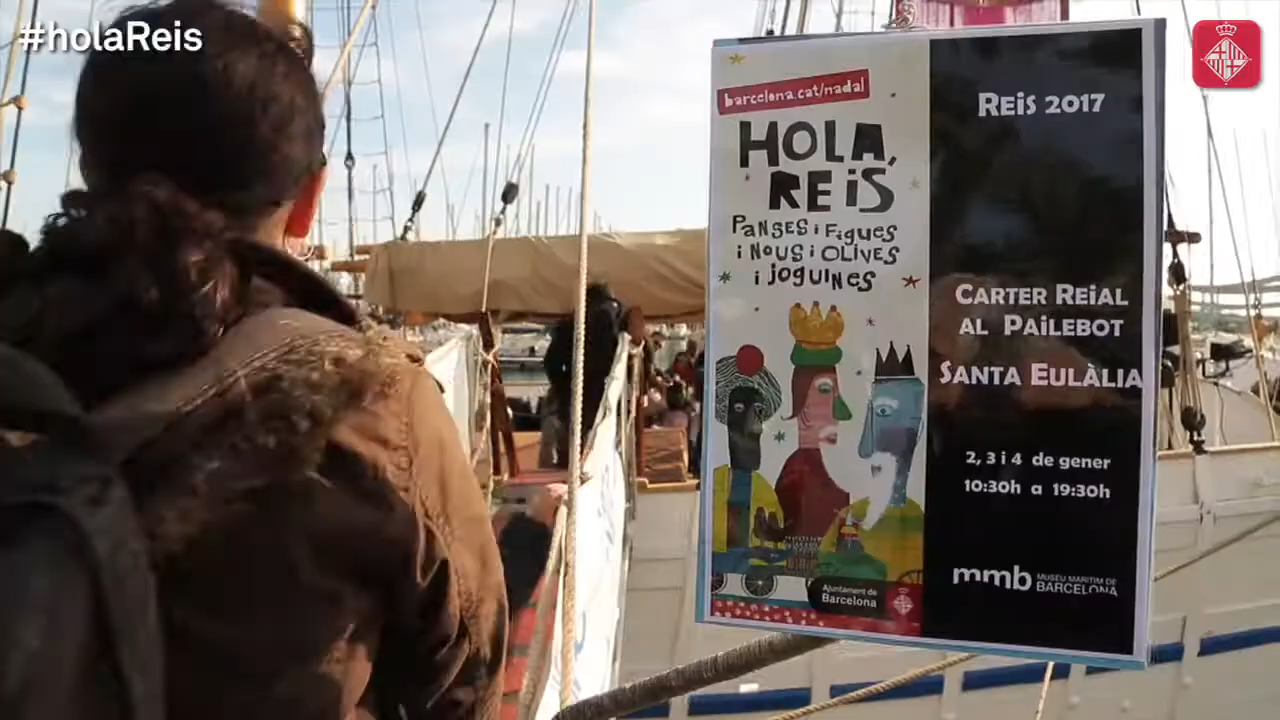 #holaReis
barcelona.cat/nadal
HOLA,
REIS
PANSES i Figues
i NOUS i OLIVES
i joguines
Ajuntament de
Barcelona
Reis 2017
Carter Reial
al Pailebot
Santa Eulàlia
2, 3 i 4 de gener
10:30h a 19:30h
mmb MUSEU MARÍTIM DE
BARCELONA